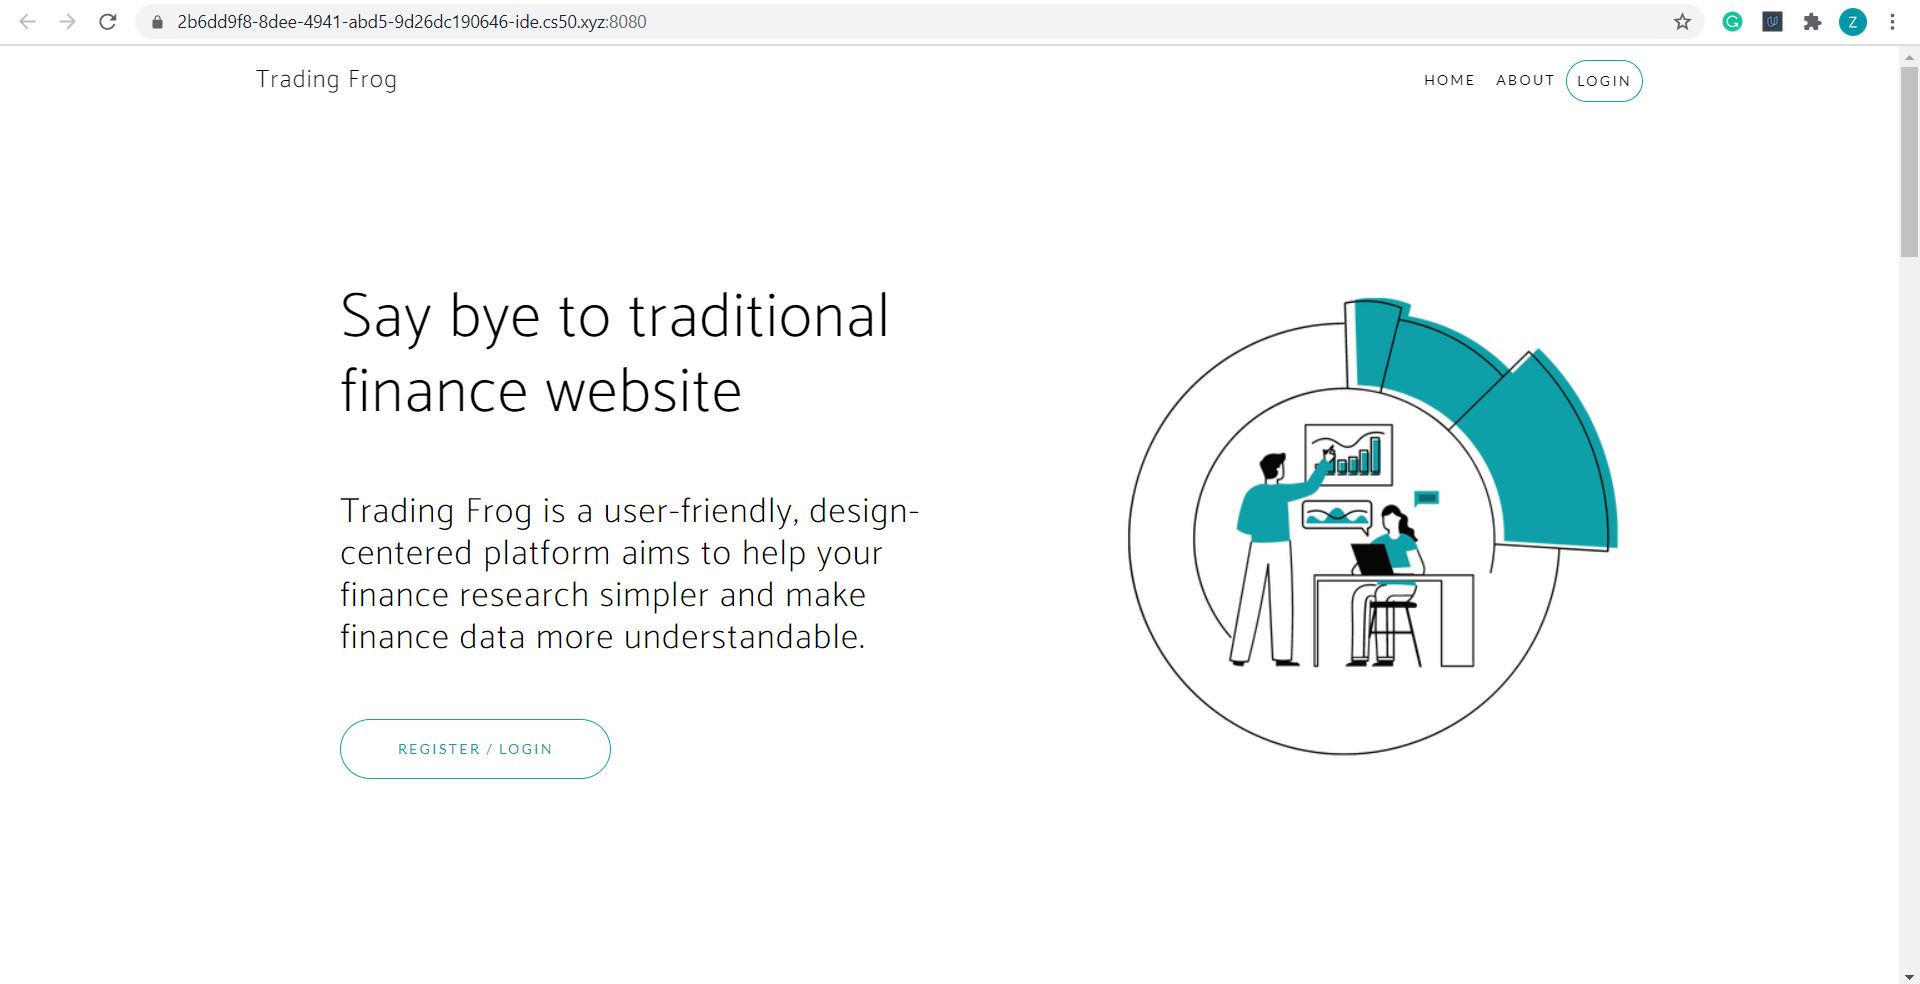 2b6dd9f8-8dee-4941-abd5-9d26dc190646-ide.cs50.xyz:8080
Z
Trading Frog
HOME ABOUT LOGIN
Say bye to traditional
finance website
Trading Frog is a user-friendly, design-
centered platform aims to help your
finance research simpler and make
finance data more understandable.
REGISTER / LOGIN